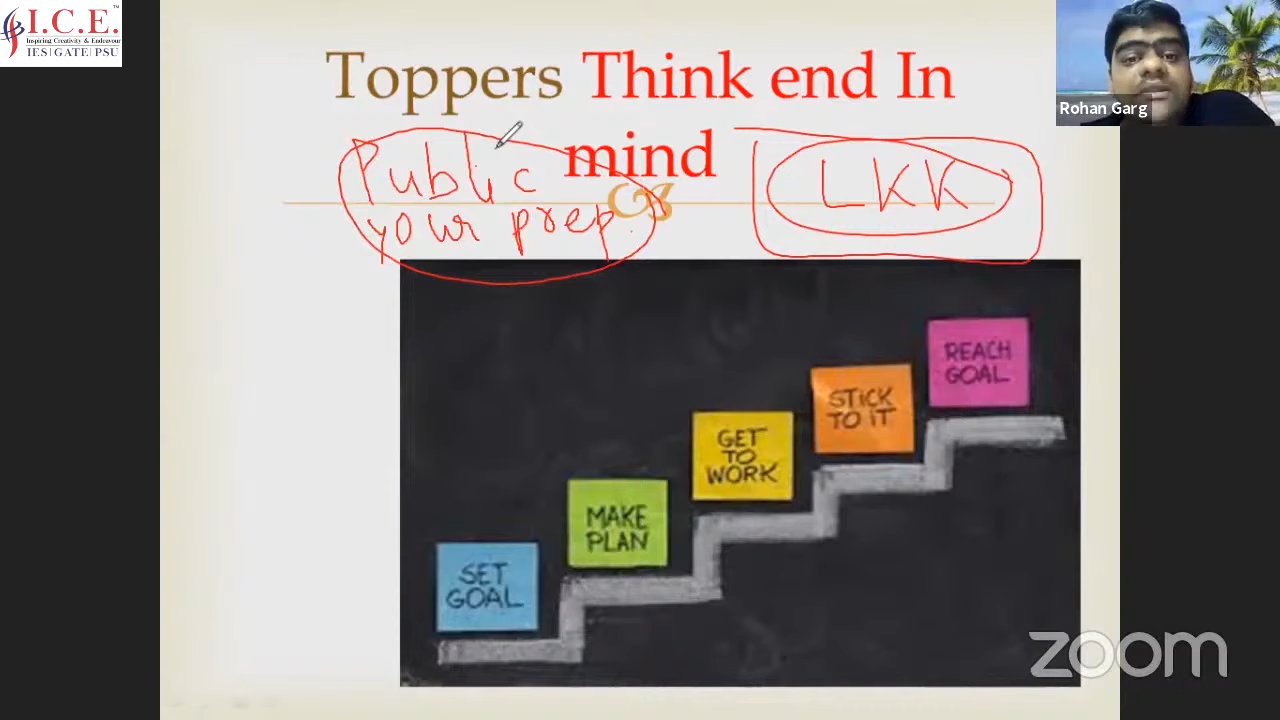 I.C.E.
TM
Inspiring Creativity & Endeavour
IES|GATE|PSU
Toppers Think end In
mind
Public
your prep.
LKK
Rohan Garg
REACH
GOAL
STICK
TO IT
GET
TO
WORK
MAKE
PLAN
SET
GOAL
zoom